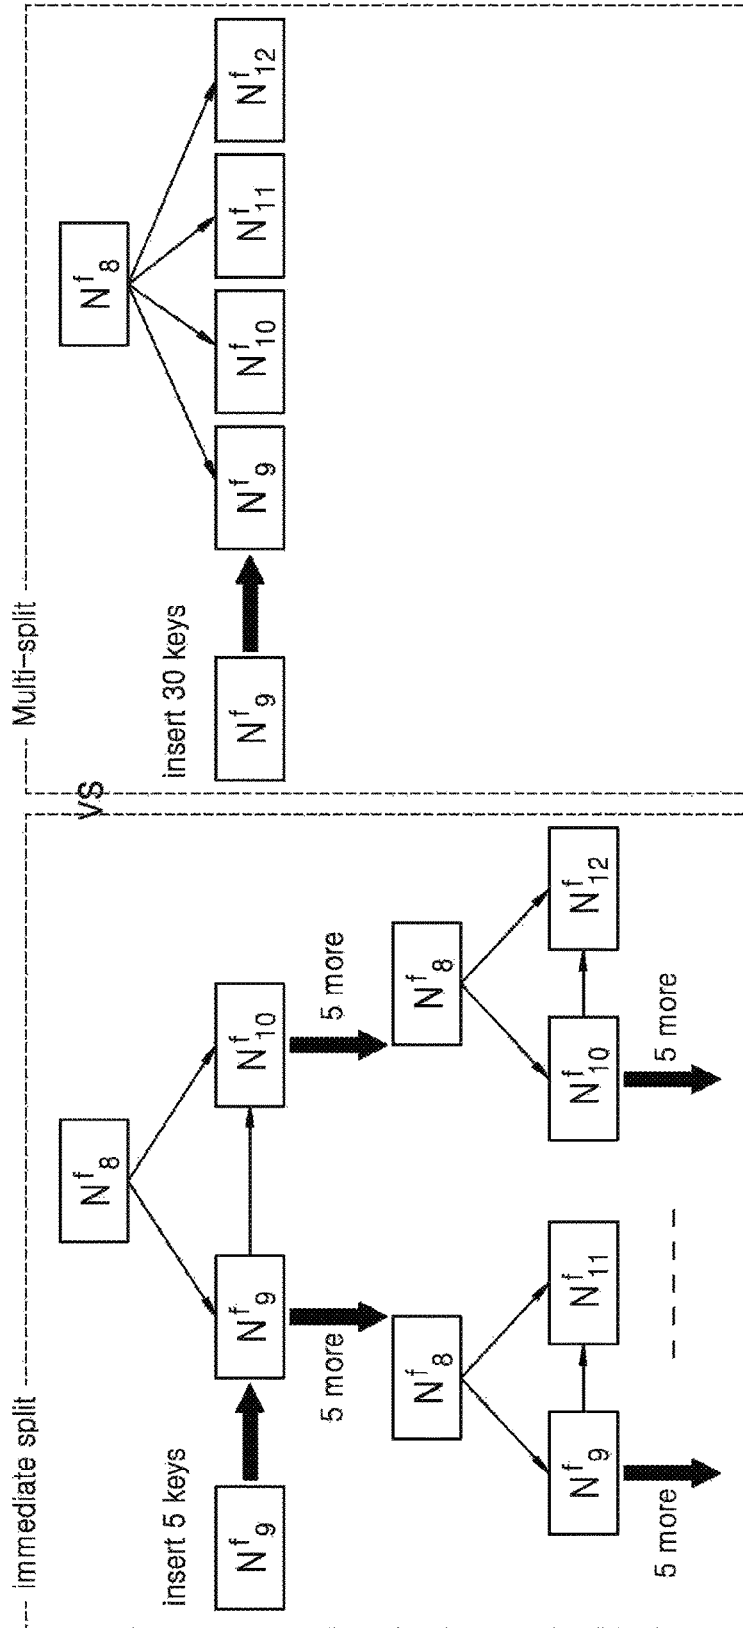 immediate split
insert 5 keys
N^f_9
N^f_8
N^f_9
N^f_10
5 more
5 more
N^f_8
N^f_9
N^f_11
N^f_8
N^f_10
N^f_12
5 more
5 more
VS
Multi-split
insert 30 keys
N^f_9
N^f_8
N^f_9
N^f_10
N^f_11
N^f_12